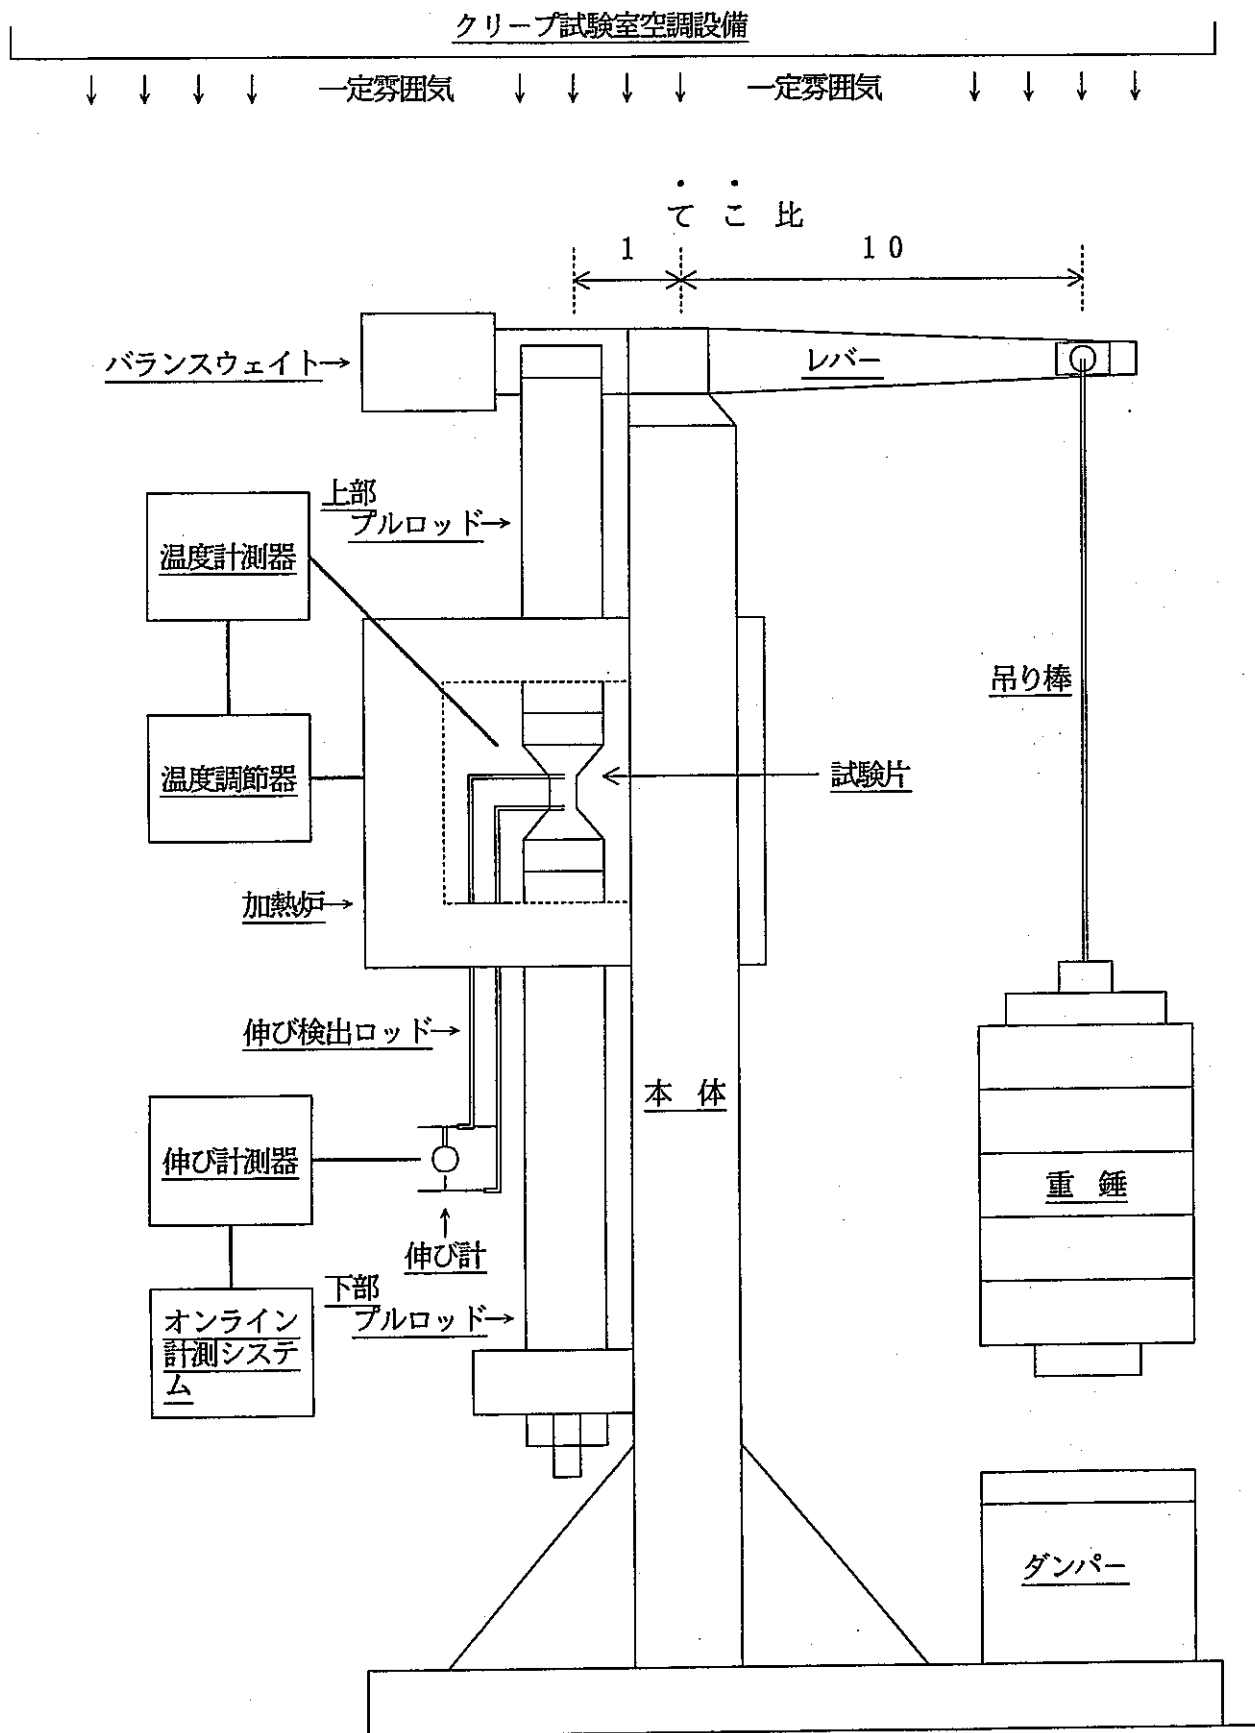 クリープ試験室空調設備
↓ ↓ ↓ ↓ 一定雰囲気 ↓ ↓ ↓ ↓ 一定雰囲気 ↓ ↓ ↓ ↓
てこ比
1 10
バランスウェイト→
レバー
上部
プルロッド→
温度計測器
吊り棒
温度調節器
試験片
加熱炉→
伸び検出ロッド→
本体
伸び計測器
重錘
伸び計
下部
プルロッド→
オンライン
計測システ
ム
ダンパー